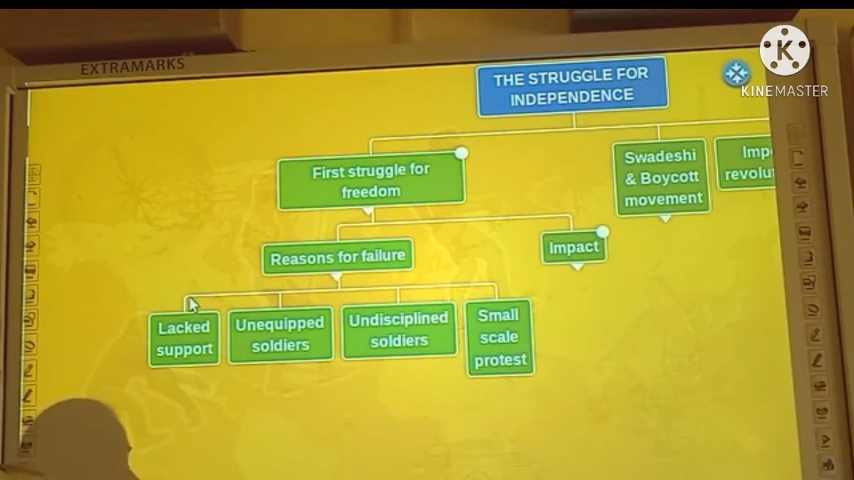 EXTRAMARKS
KINEMASTER
THE STRUGGLE FOR
INDEPENDENCE
First struggle for
freedom
Swadeshi
& Boycott
movement
Reasons for failure
Impact
Lacked
support
Unequipped
soldiers
Undisciplined
soldiers
Small
scale
protest